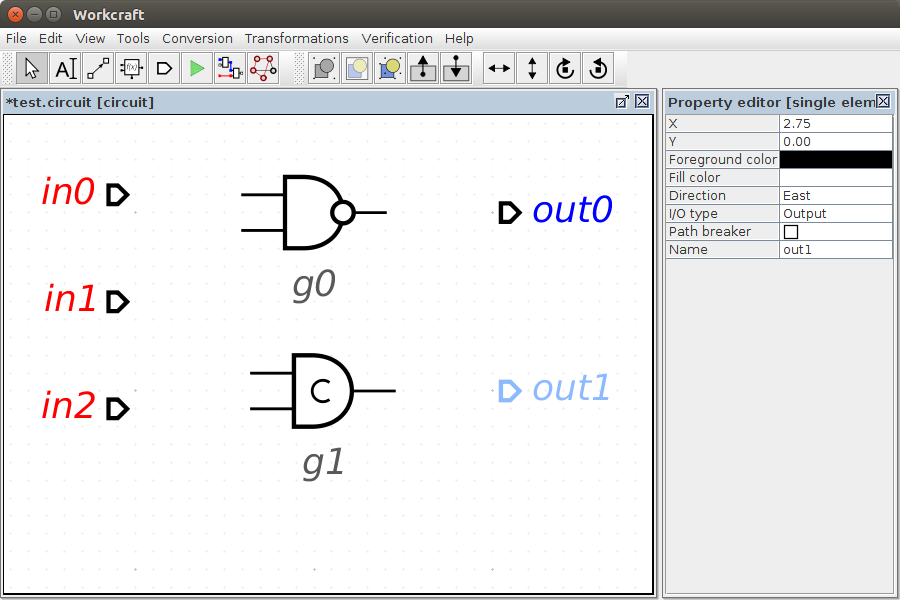 Workcraft
File Edit View Tools Conversion Transformations Verification Help
AI f(x)
*test.circuit [circuit]
in0
in1
in2
g0
C
g1
out0
out1
Property editor [single elem
X 2.75
Y 0.00
Foreground color
Fill color
Direction East
I/O type Output
Path breaker
Name out1